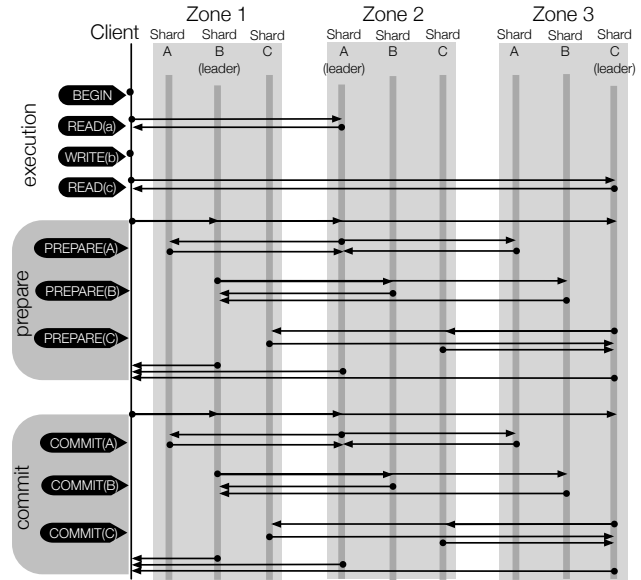 Zone 1 Zone 2 Zone 3
Client Shard Shard Shard Shard Shard Shard Shard Shard Shard
A B C A B C A B C
(leader) (leader) (leader)
execution
BEGIN
READ(a)
WRITE(b)
READ(c)
prepare
PREPARE(A)
PREPARE(B)
PREPARE(C)
commit
COMMIT(A)
COMMIT(B)
COMMIT(C)